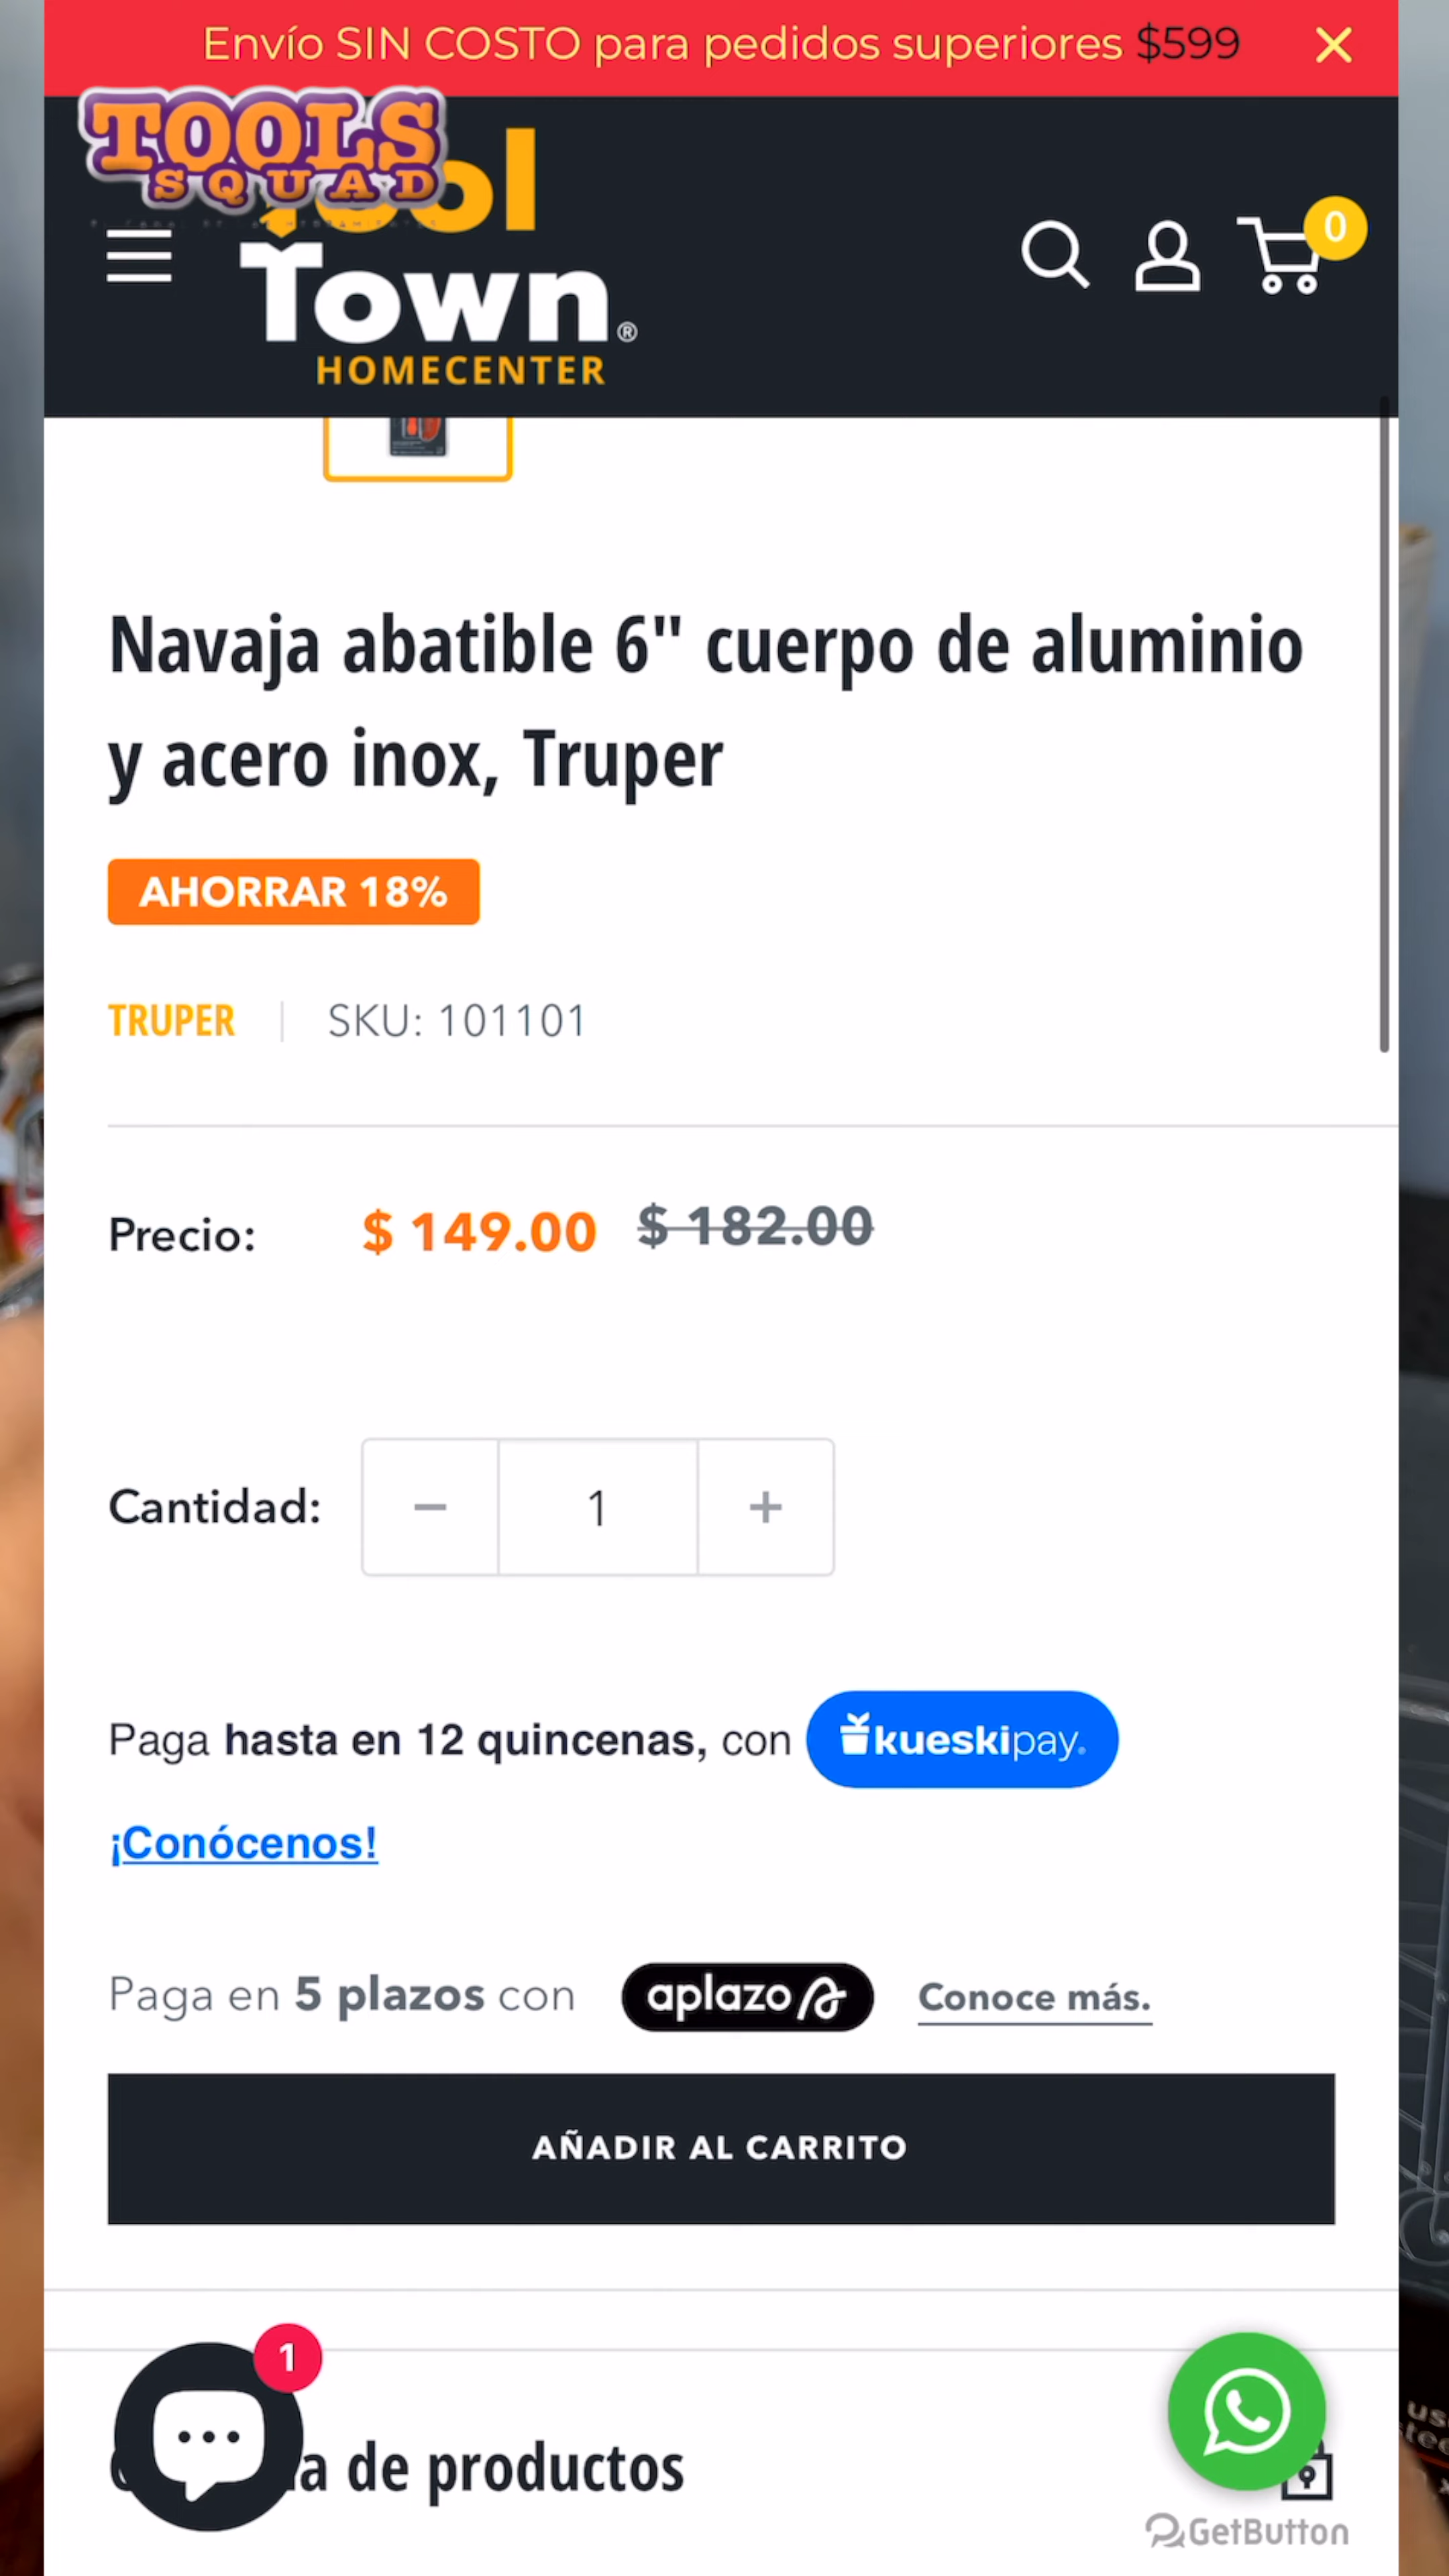 Envío SIN COSTO para pedidos superiores $599
TOOLS
SQUAD
Town®
HOMECENTER
0
Navaja abatible 6" cuerpo de aluminio
y acero inox, Truper
AHORRAR 18%
TRUPER | SKU: 101101
Precio: $ 149.00 $ 182.00
Cantidad: − 1 +
Paga hasta en 12 quincenas, con kueskipay®
¡Conócenos!
Paga en 5 plazos con aplazo Conoce más.
AÑADIR AL CARRITO
1
de productos
GetButton